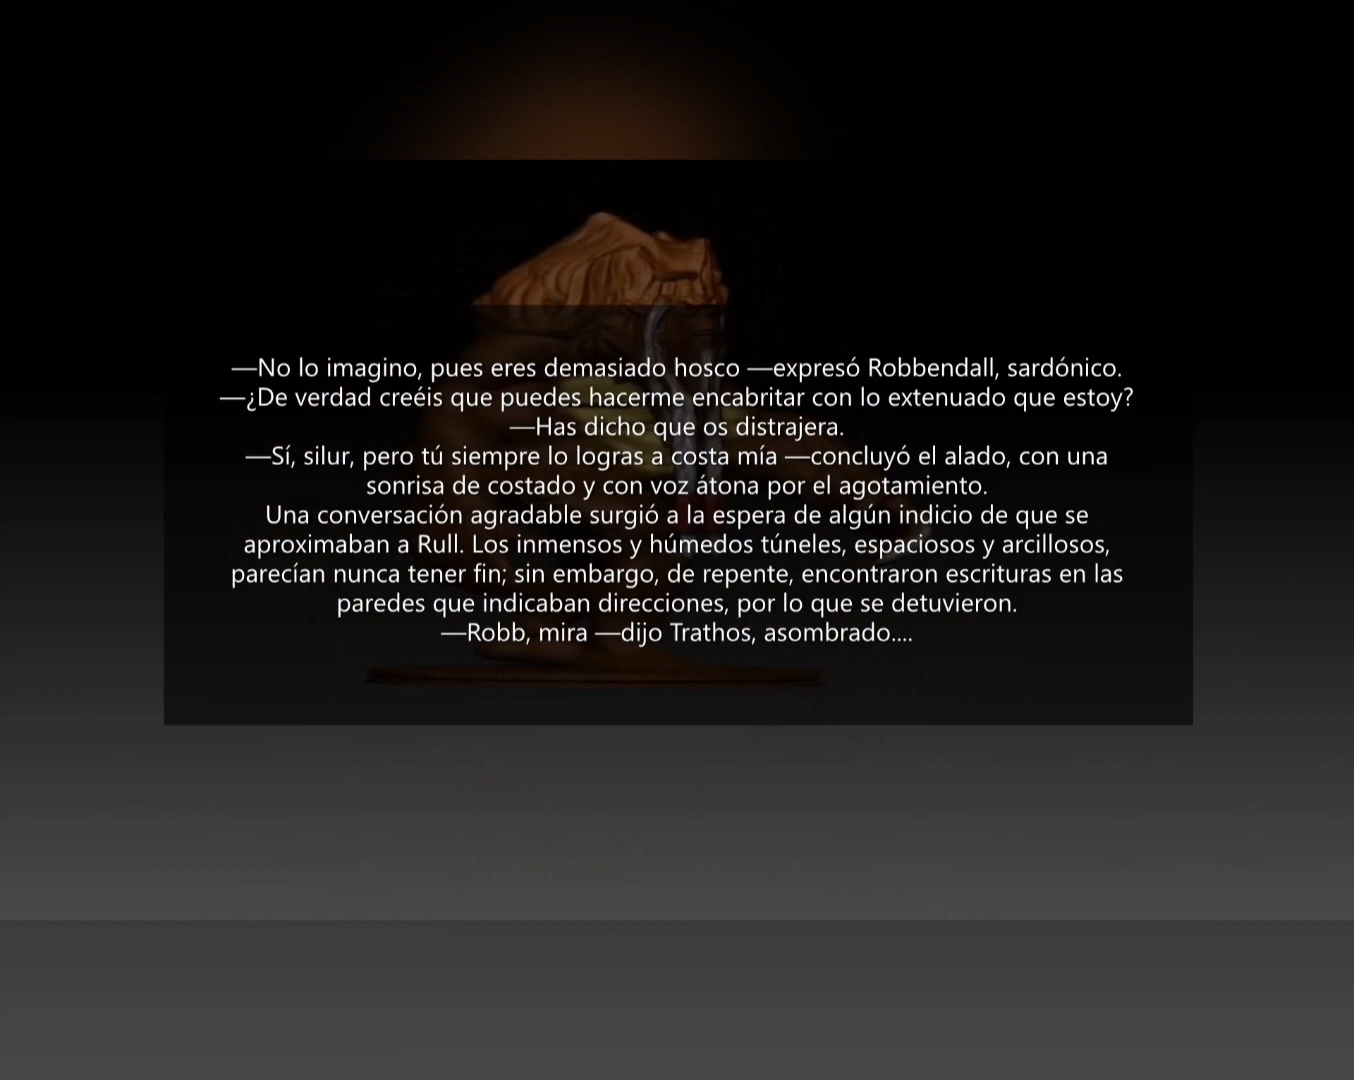 —No lo imagino, pues eres demasiado hosco —expresó Robbendall, sardónico.
—¿De verdad creéis que puedes hacerme encabritar con lo extenuado que estoy?
—Has dicho que os distrajera.
—Sí, silur, pero tú siempre lo logras a costa mía —concluyó el alado, con una
sonrisa de costado y con voz átona por el agotamiento.
Una conversación agradable surgió a la espera de algún indicio de que se
aproximaban a Rull. Los inmensos y húmedos túneles, espaciosos y arcillosos,
parecían nunca tener fin; sin embargo, de repente, encontraron escrituras en las
paredes que indicaban direcciones, por lo que se detuvieron.
—Robb, mira —dijo Trathos, asombrado....